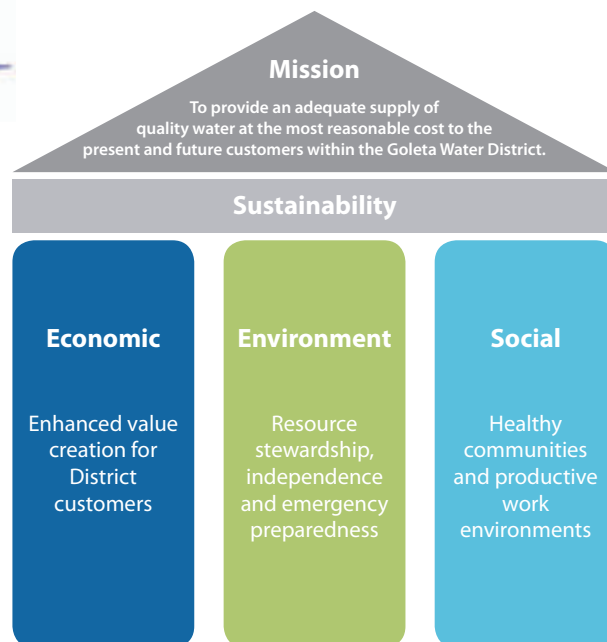 Mission
To provide an adequate supply of
quality water at the most reasonable cost to the
present and future customers within the Goleta Water District.
Sustainability
Economic
Enhanced value
creation for
District
customers
Environment
Resource
stewardship,
independence
and emergency
preparedness
Social
Healthy
communities
and productive
work
environments